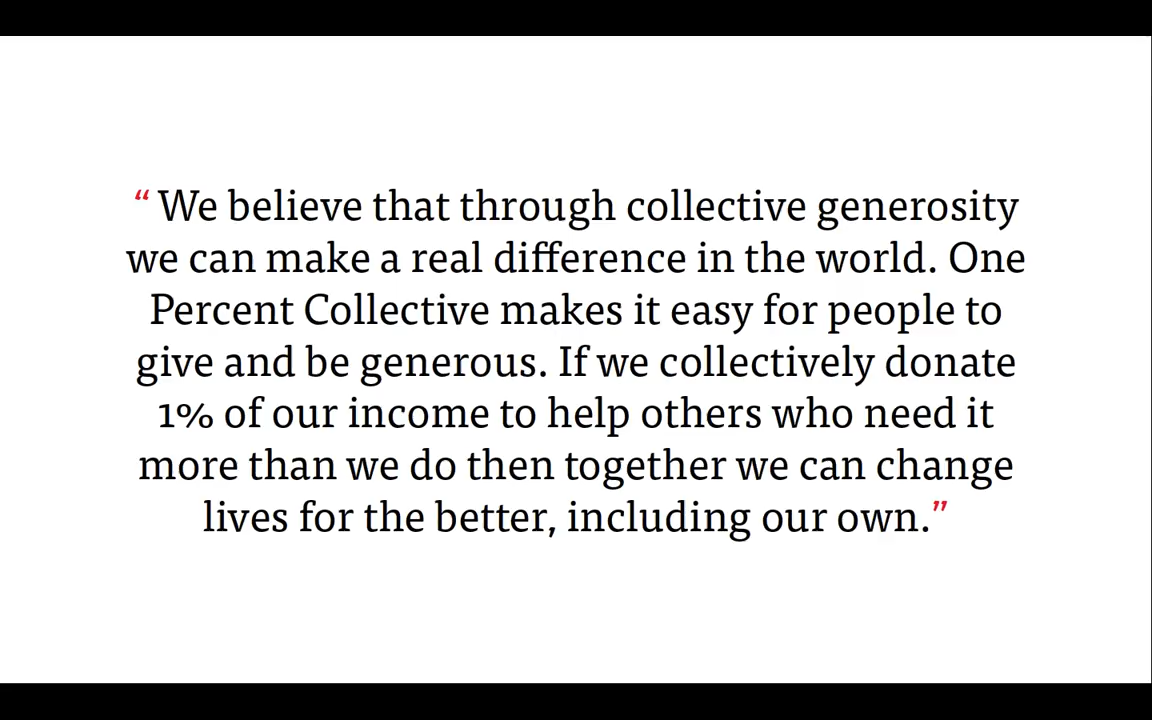 “ We believe that through collective generosity
we can make a real difference in the world. One
Percent Collective makes it easy for people to
give and be generous. If we collectively donate
1% of our income to help others who need it
more than we do then together we can change
lives for the better, including our own.”